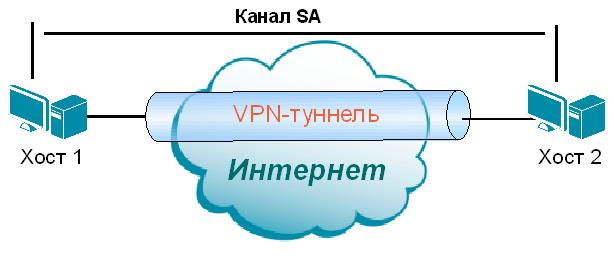 Канал SA
VPN-туннель
Хост 1
Хост 2
Интернет